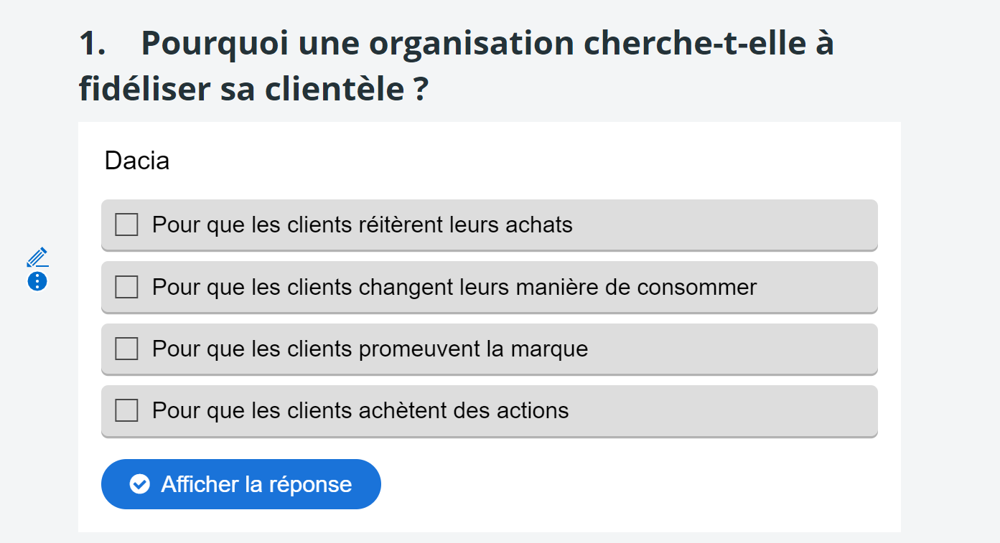 1. Pourquoi une organisation cherche-t-elle à
fidéliser sa clientèle ?
Dacia
Pour que les clients réitèrent leurs achats
Pour que les clients changent leurs manière de consommer
Pour que les clients promeuvent la marque
Pour que les clients achètent des actions
Afficher la réponse